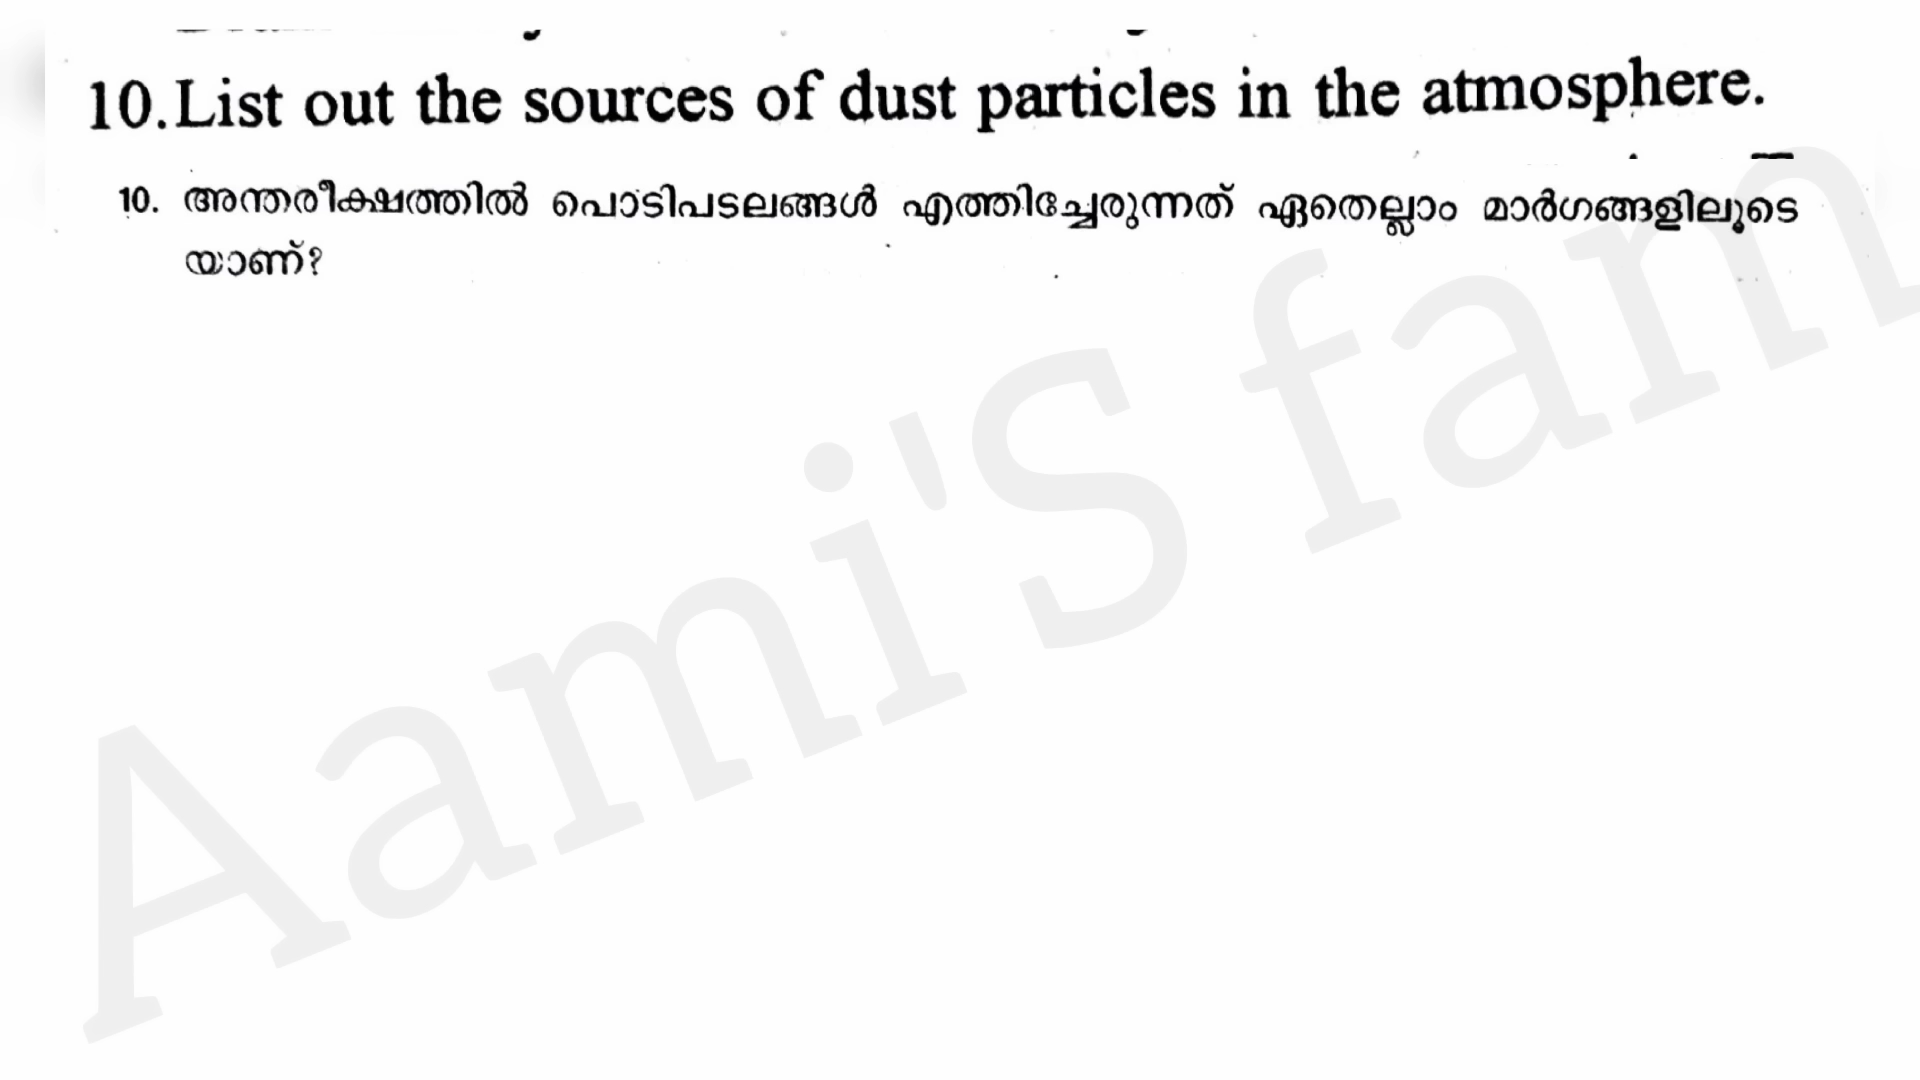 10. List out the sources of dust particles in the atmosphere.
10. അന്തരീക്ഷത്തിൽ പൊടിപടലങ്ങൾ എത്തിച്ചേരുന്നത് ഏതെല്ലാം മാർഗങ്ങളിലൂടെ
യാണ്?
Aami'S fam